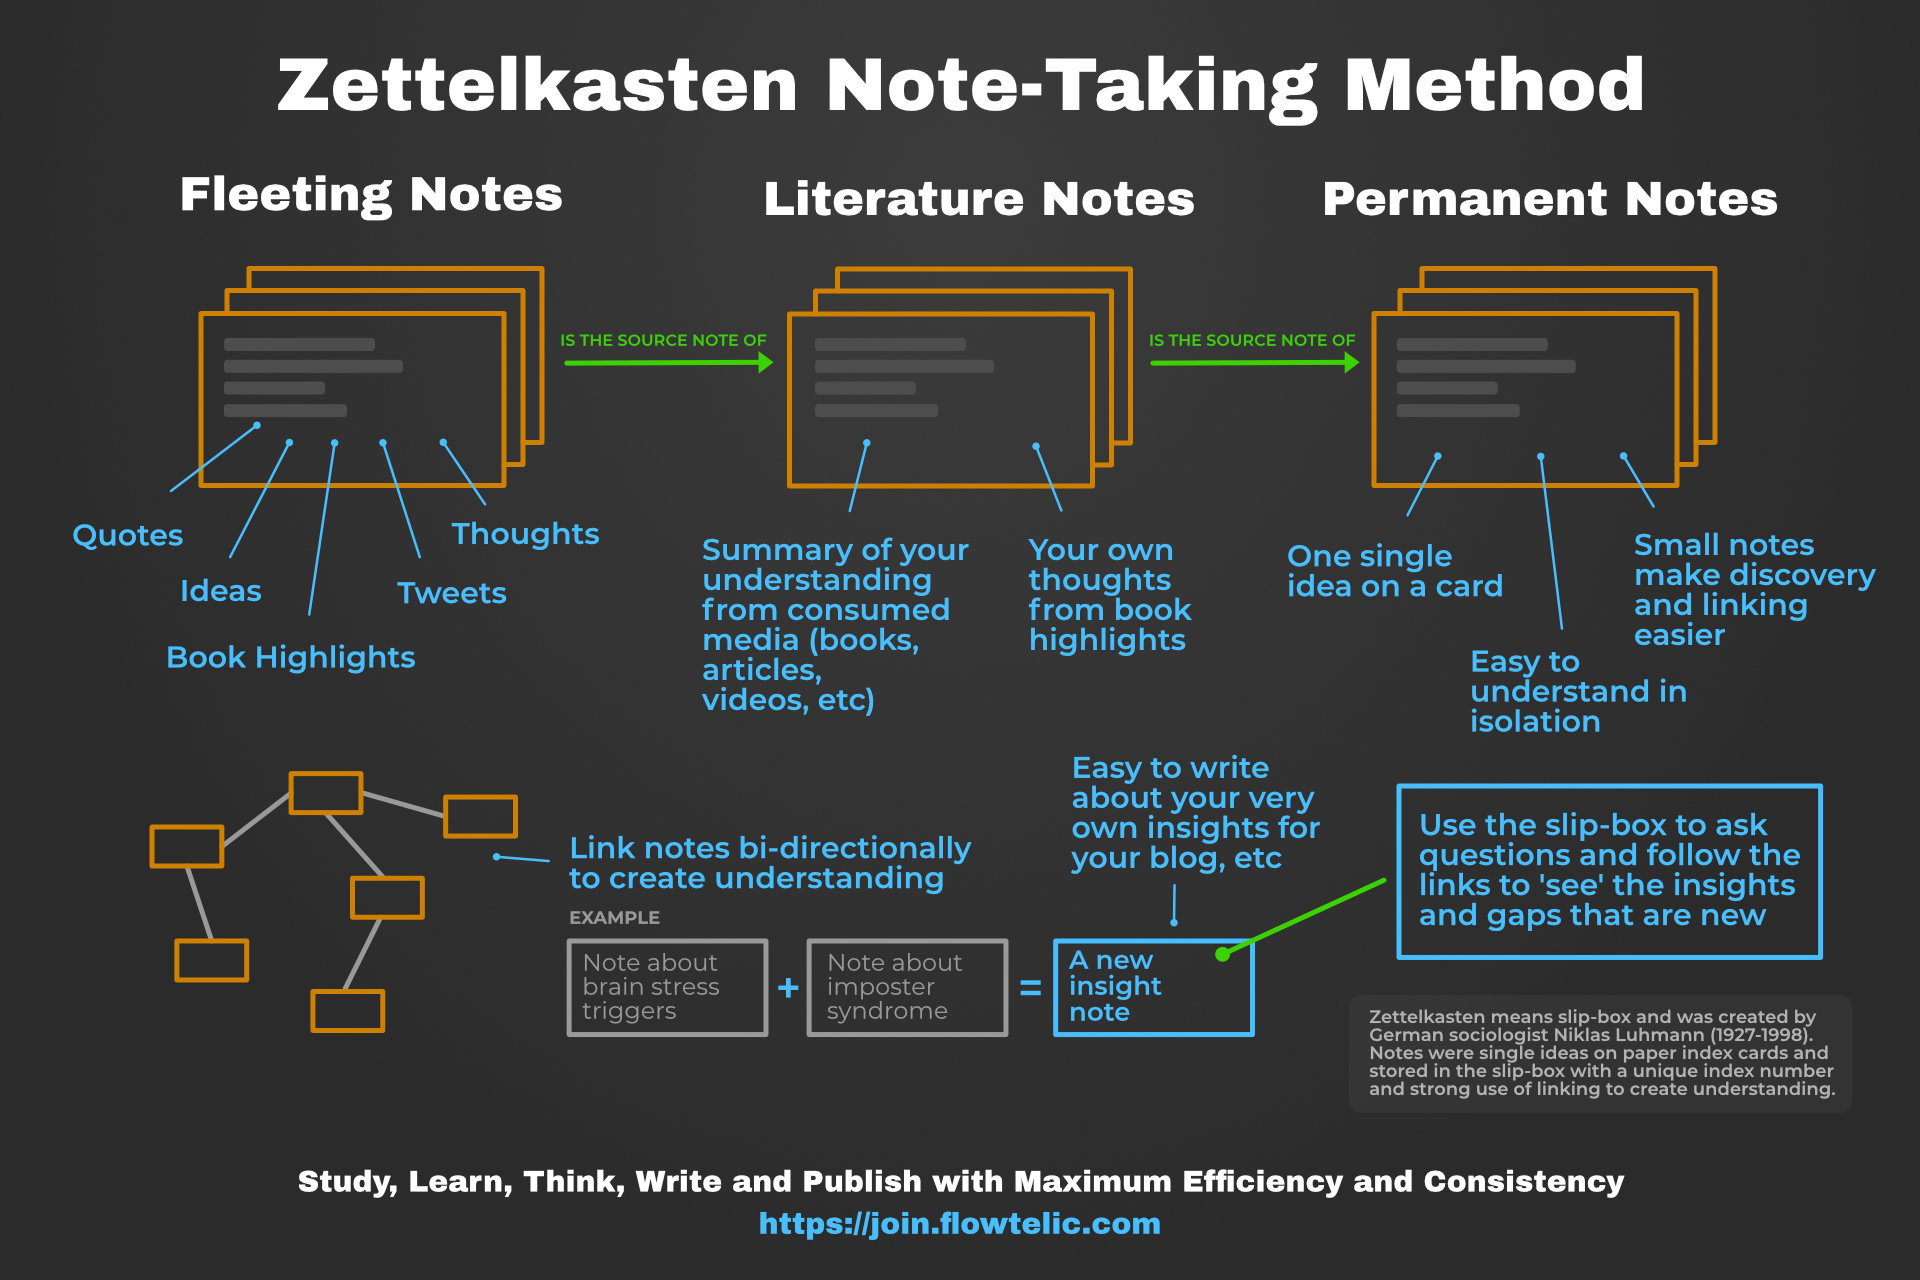 Zettelkasten Note-Taking Method
Fleeting Notes
Literature Notes
Permanent Notes
IS THE SOURCE NOTE OF
IS THE SOURCE NOTE OF
Quotes
Ideas
Book Highlights
Tweets
Thoughts
Summary of your
understanding
from consumed
media (books,
articles,
videos, etc)
Your own
thoughts
from book
highlights
One single
idea on a card
Easy to
understand in
isolation
Small notes
make discovery
and linking
easier
Link notes bi-directionally
to create understanding
EXAMPLE
Note about
brain stress
triggers
+
Note about
imposter
syndrome
=
A new
insight
note
Easy to write
about your very
own insights for
your blog, etc
Use the slip-box to ask
questions and follow the
links to 'see' the insights
and gaps that are new
Zettelkasten means slip-box and was created by
German sociologist Niklas Luhmann (1927-1998).
Notes were single ideas on paper index cards and
stored in the slip-box with a unique index number
and strong use of linking to create understanding.
Study, Learn, Think, Write and Publish with Maximum Efficiency and Consistency
https://join.flowtelic.com